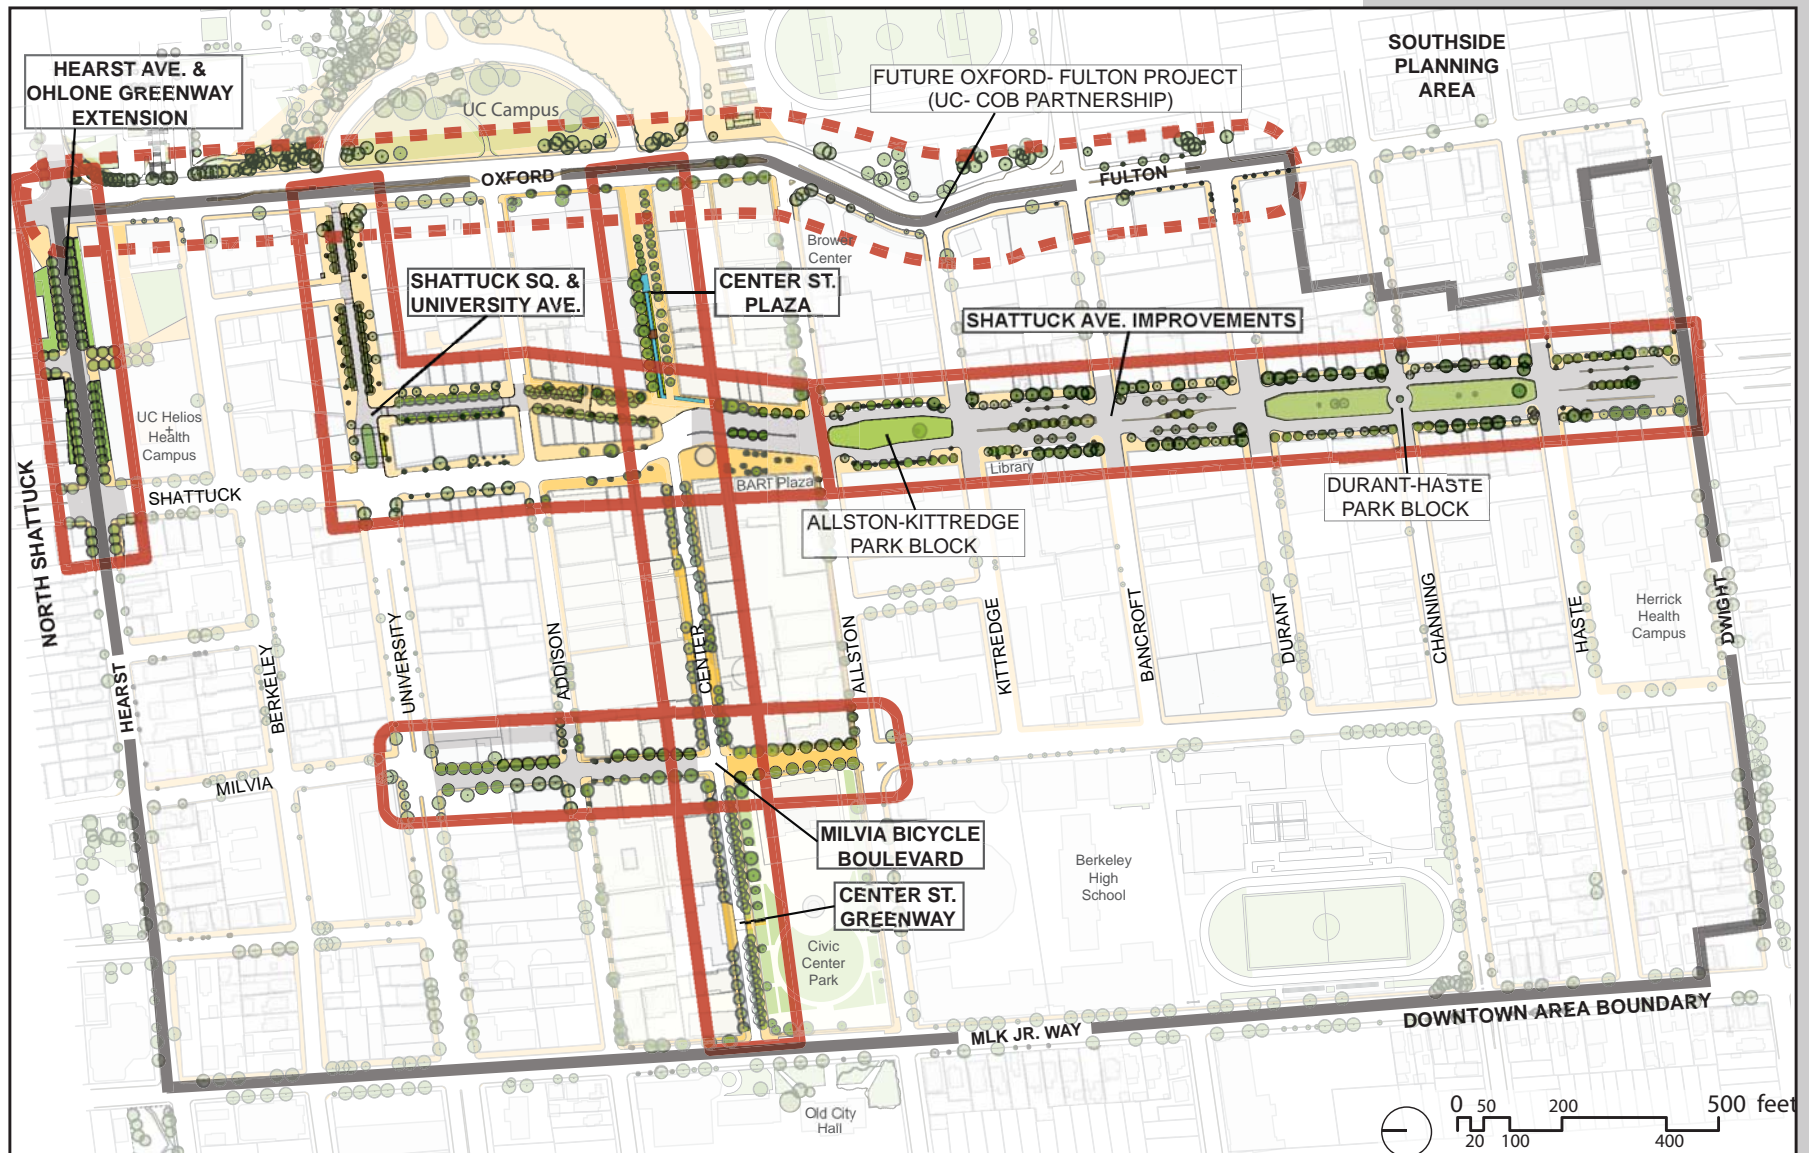 HEARST AVE. &
OHLONE GREENWAY
EXTENSION
UC Campus
FUTURE OXFORD- FULTON PROJECT
(UC- COB PARTNERSHIP)
SOUTHSIDE
PLANNING
AREA
OXFORD
FULTON
Brower
Center
SHATTUCK SQ. &
UNIVERSITY AVE.
CENTER ST.
PLAZA
SHATTUCK AVE. IMPROVEMENTS
UC Helios
+
Health
Campus
NORTH SHATTUCK
SHATTUCK
BART Plaza
Library
ALLSTON-KITTREDGE
PARK BLOCK
DURANT-HASTE
PARK BLOCK
HEARST
BERKELEY
UNIVERSITY
ADDISON
CENTER
ALLSTON
KITTREDGE
BANCROFT
DURANT
CHANNING
HASTE
Herrick
Health
Campus
DWIGHT
MILVIA
MILVIA BICYCLE
BOULEVARD
CENTER ST.
GREENWAY
Berkeley
High
School
Civic
Center
Park
MLK JR. WAY
DOWNTOWN AREA BOUNDARY
Old City
Hall
0 50 200 500 feet
20 100 400